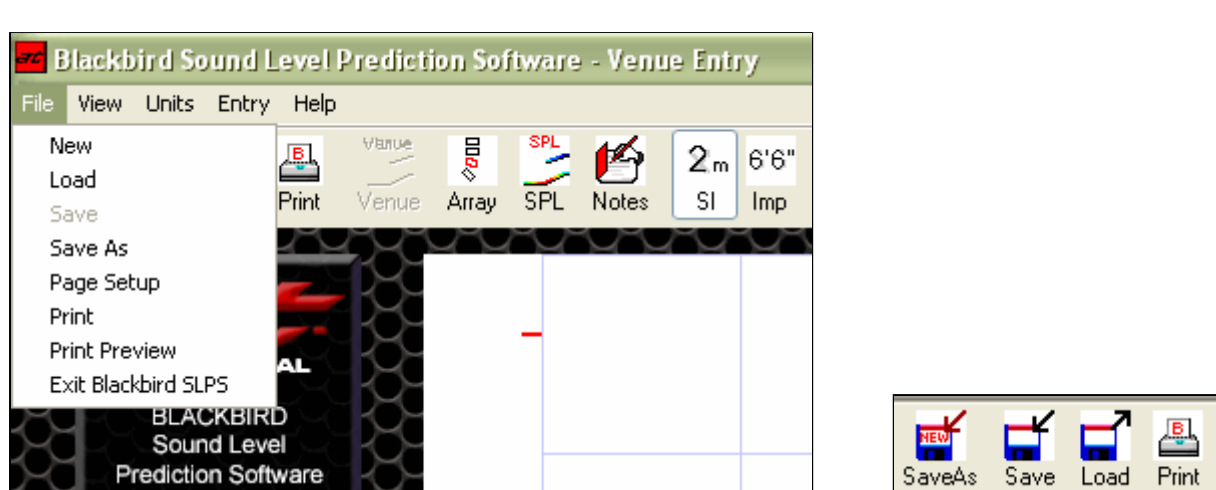 Blackbird Sound Level Prediction Software - Venue Entry
File View Units Entry Help
New
Load
Save
Save As
Page Setup
Print
Print Preview
Exit Blackbird SLPS
B
Print
Venue
Venue
Array
SPL
SPL
Notes
2 m
SI
6'6"
Imp
AL
BLACKBIRD
Sound Level
Prediction Software
NEW
SaveAs
Save
Load
B
Print